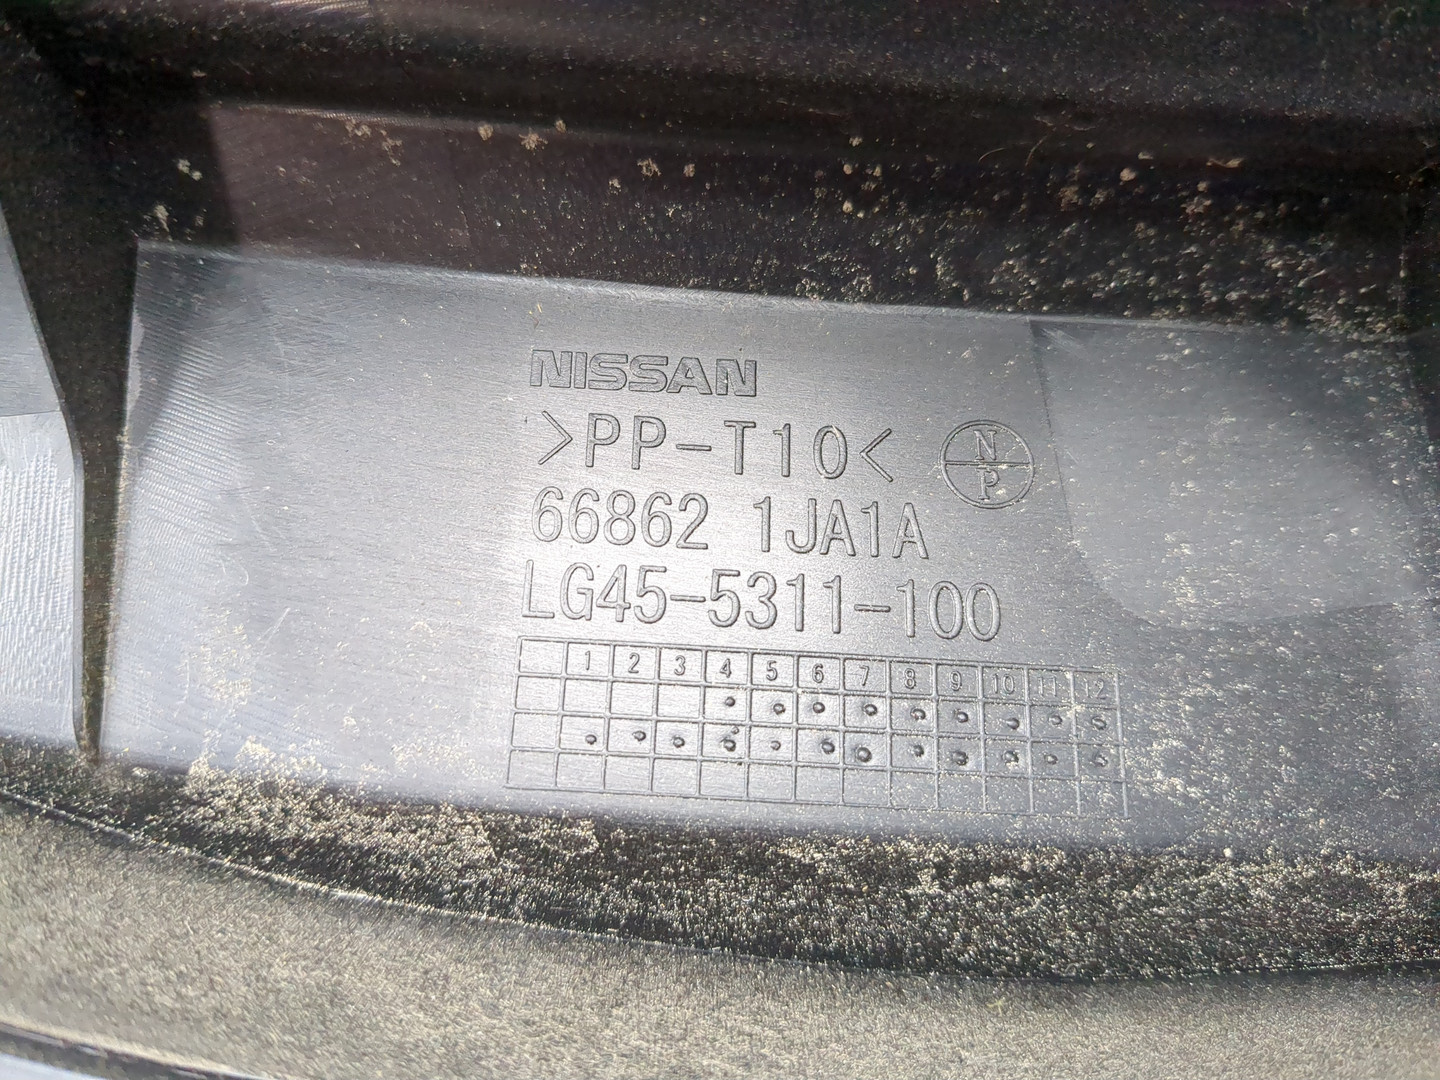 NISSAN
>PP-T10< N P
66862 1JA1A
LG45-5311-100
1 2 3 4 5 6 7 8 9 10 11 12